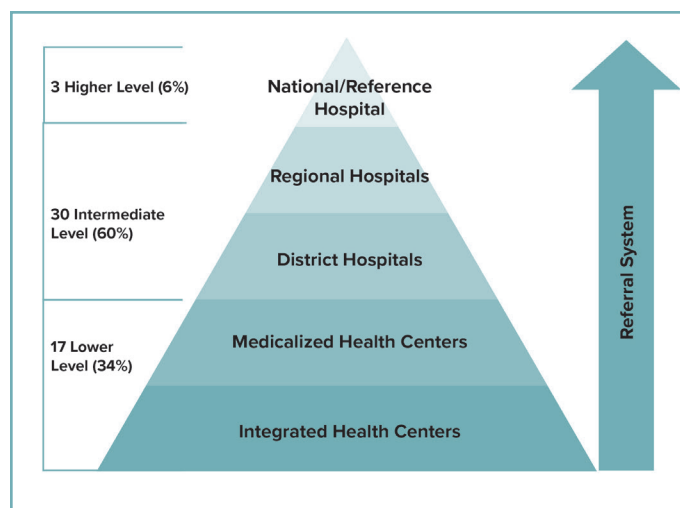 3 Higher Level (6%)
30 Intermediate
Level (60%)
17 Lower
Level (34%)
National/Reference
Hospital
Regional Hospitals
District Hospitals
Medicalized Health Centers
Integrated Health Centers
Referral System